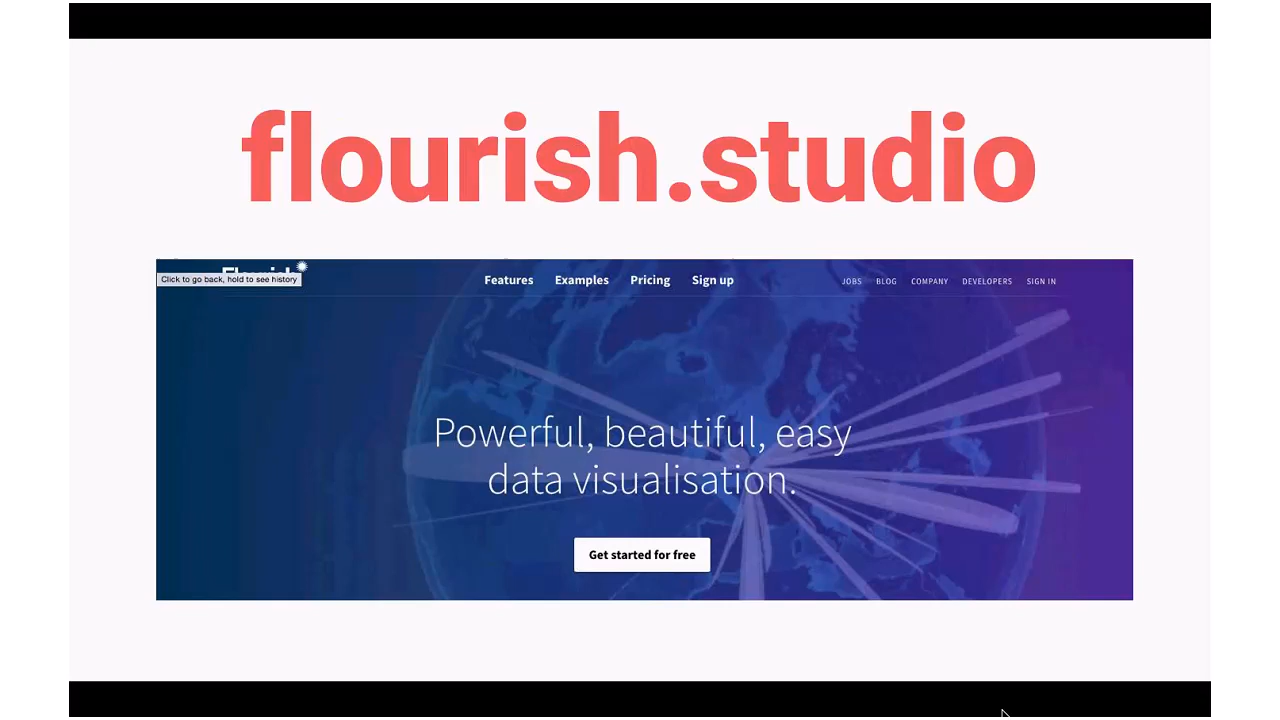 flourish.studio
Click to go back, hold to see history
Features Examples Pricing Sign up
JOBS BLOG COMPANY DEVELOPERS SIGN IN
Powerful, beautiful, easy
data visualisation.
Get started for free